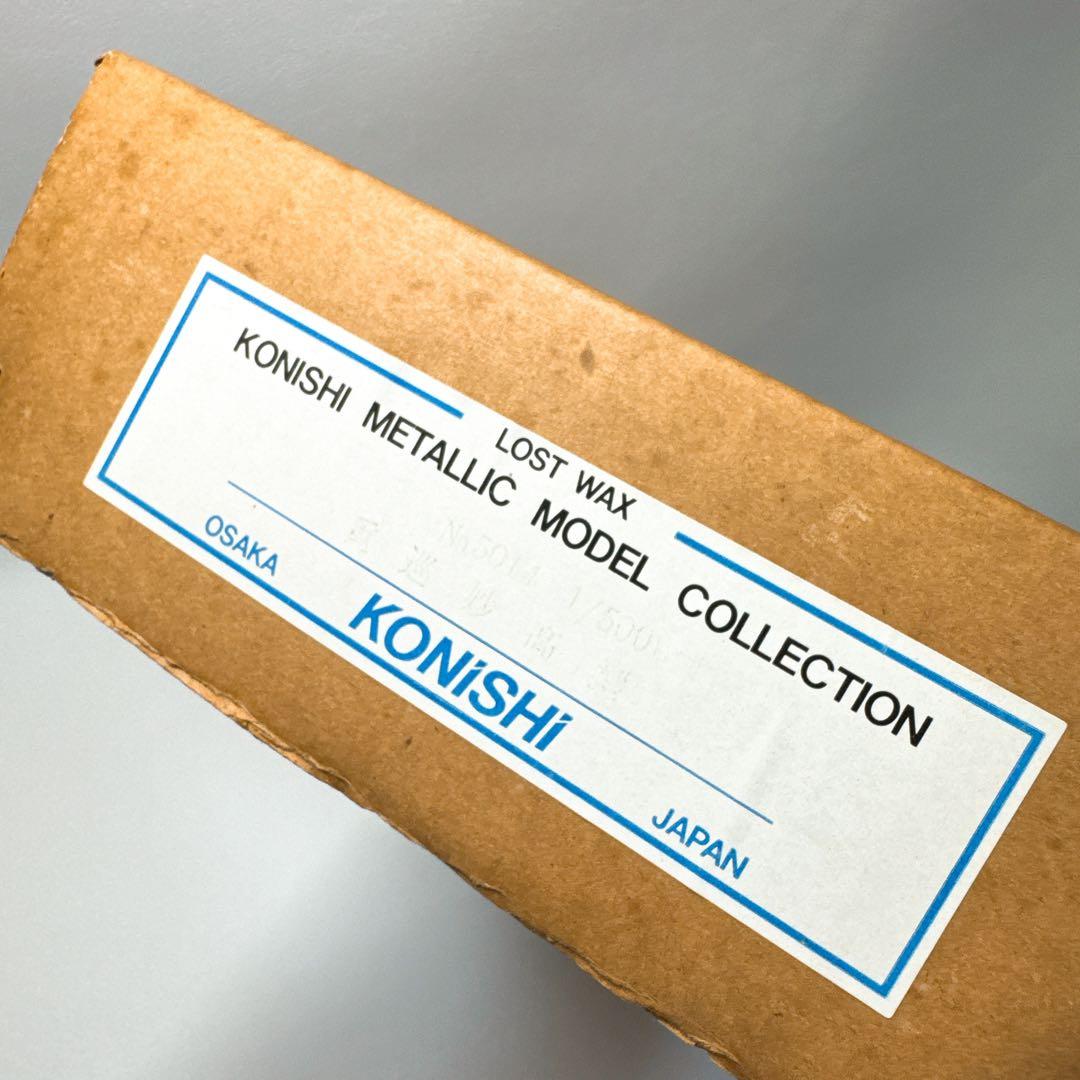 LOST WAX
KONISHI METALLIC MODEL COLLECTION
OSAKA
KONiSHi
JAPAN